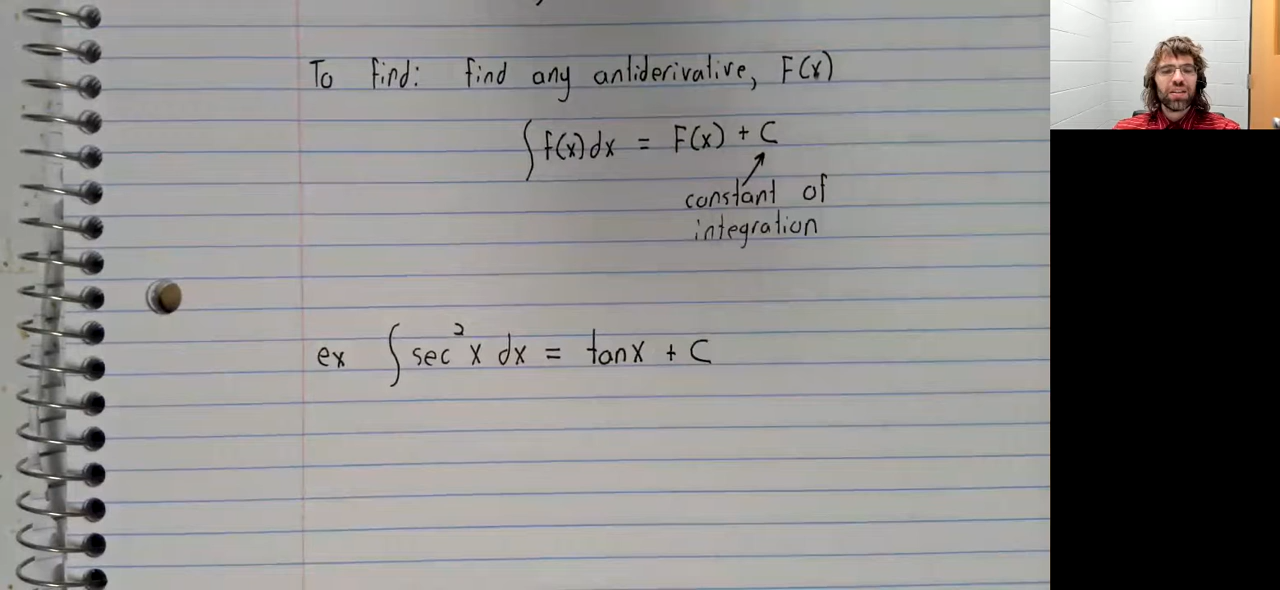 To find: find any antiderivative, F(x)
∫ f(x) dx = F(x) + C
constant of
integration
ex ∫ sec²x dx = tanx + C